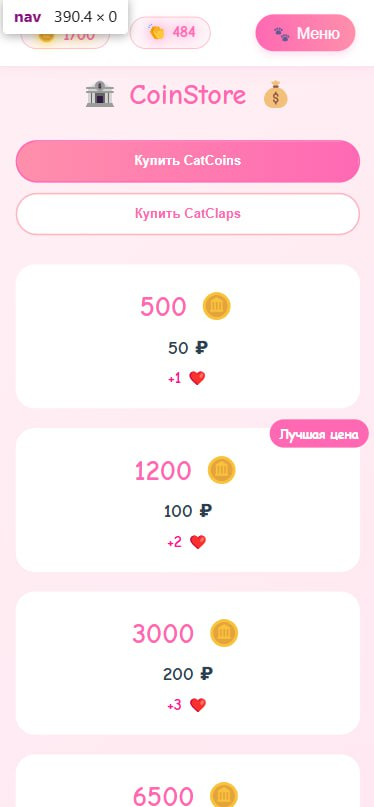 nav 390.4 × 0
1700
484
Меню
CoinStore
Купить CatCoins
Купить CatClaps
500
50 ₽
+1
Лучшая цена
1200
100 ₽
+2
3000
200 ₽
+3
6500